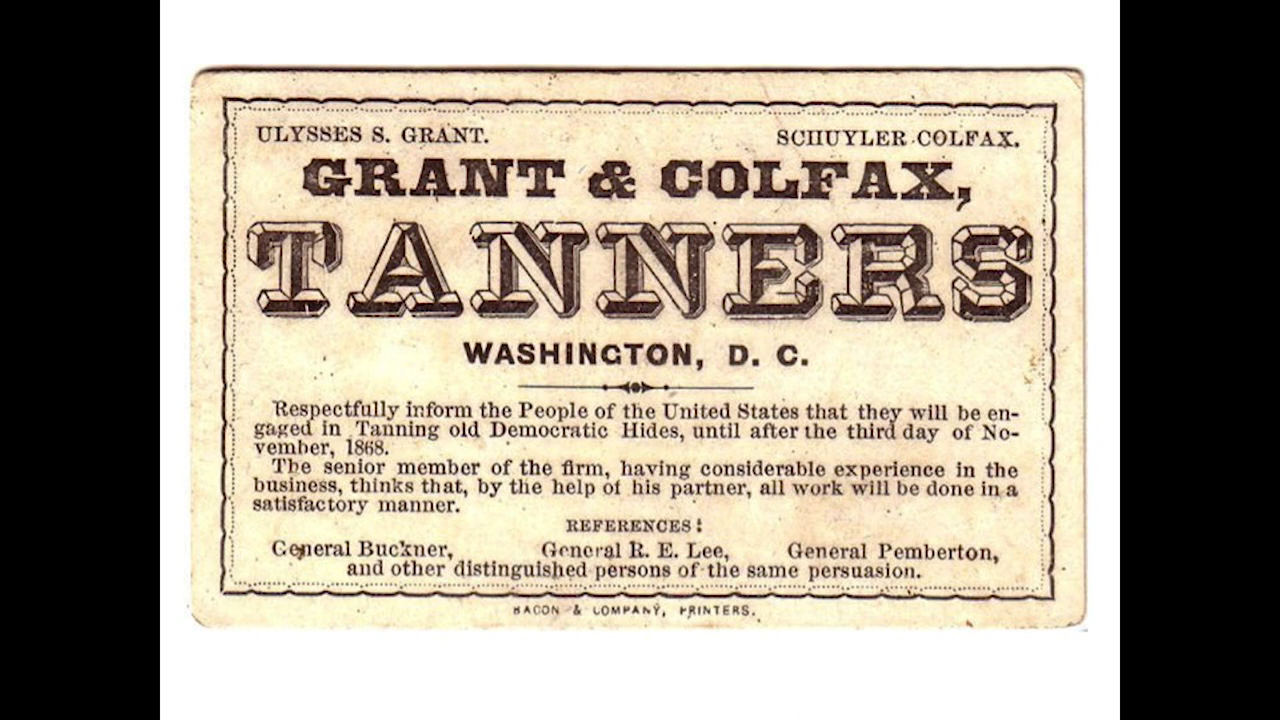 ULYSSES S. GRANT. SCHUYLER COLFAX.
GRANT & COLFAX,
TANNERS
WASHINGTON, D. C.
Respectfully inform the People of the United States that they will be en-
gaged in Tanning old Democratic Hides, until after the third day of No-
vember, 1868.
The senior member of the firm, having considerable experience in the
business, thinks that, by the help of his partner, all work will be done in a
satisfactory manner.
REFERENCES:
General Buckner, General R. E. Lee, General Pemberton,
and other distinguished persons of the same persuasion.
BACON & COMPANY, PRINTERS.